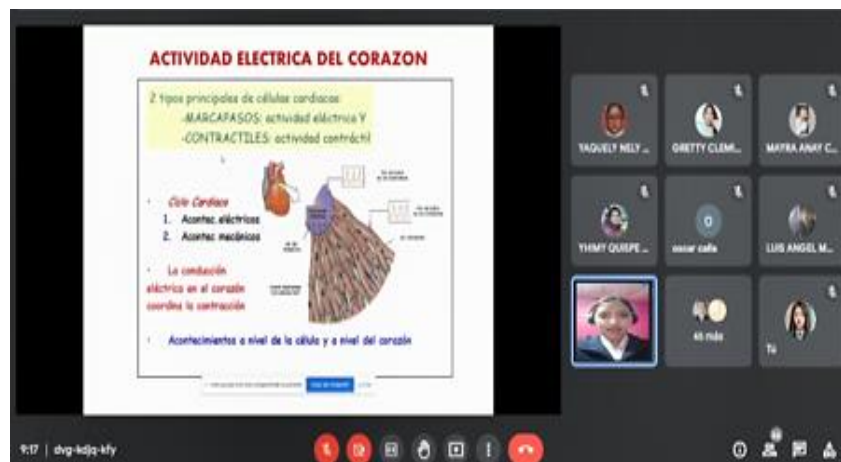 ACTIVIDAD ELECTRICA DEL CORAZON
2 tipos principales de células cardiacas:
-MARCAPASOS: actividad eléctrica Y
-CONTRACTILES: actividad contráctil
Ciclo Cardiaco
1. Acontec eléctricos
2. Acontec mecánicos
La conducción
eléctrica en el corazón
coordina la contracción
Acontecimientos a nivel de la célula y a nivel del corazón
YAQUELY NELY ...
GRETTY CLEM...
MAYRA ANAY C...
YHIMY QUISPE ...
oscar calle
LUIS ANGEL M...
46 más
Tú
9:17 | dvg-kdjq-kfy